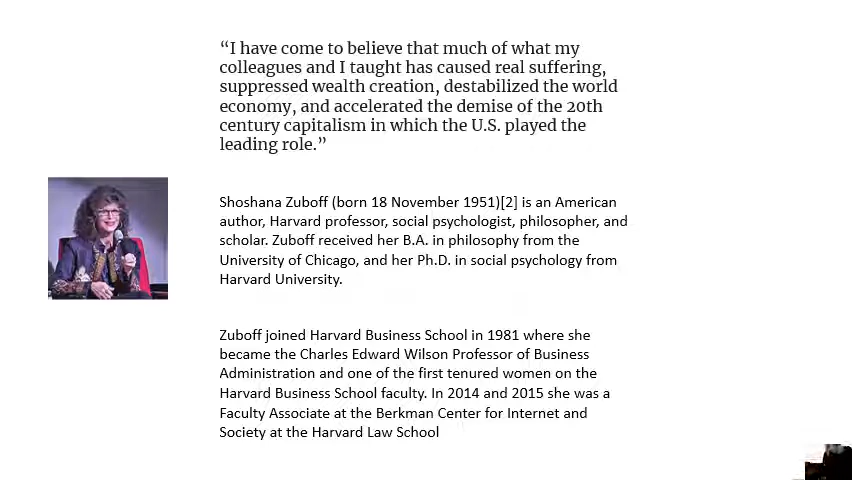 “I have come to believe that much of what my
colleagues and I taught has caused real suffering,
suppressed wealth creation, destabilized the world
economy, and accelerated the demise of the 20th
century capitalism in which the U.S. played the
leading role.”
Shoshana Zuboff (born 18 November 1951)[2] is an American
author, Harvard professor, social psychologist, philosopher, and
scholar. Zuboff received her B.A. in philosophy from the
University of Chicago, and her Ph.D. in social psychology from
Harvard University.
Zuboff joined Harvard Business School in 1981 where she
became the Charles Edward Wilson Professor of Business
Administration and one of the first tenured women on the
Harvard Business School faculty. In 2014 and 2015 she was a
Faculty Associate at the Berkman Center for Internet and
Society at the Harvard Law School